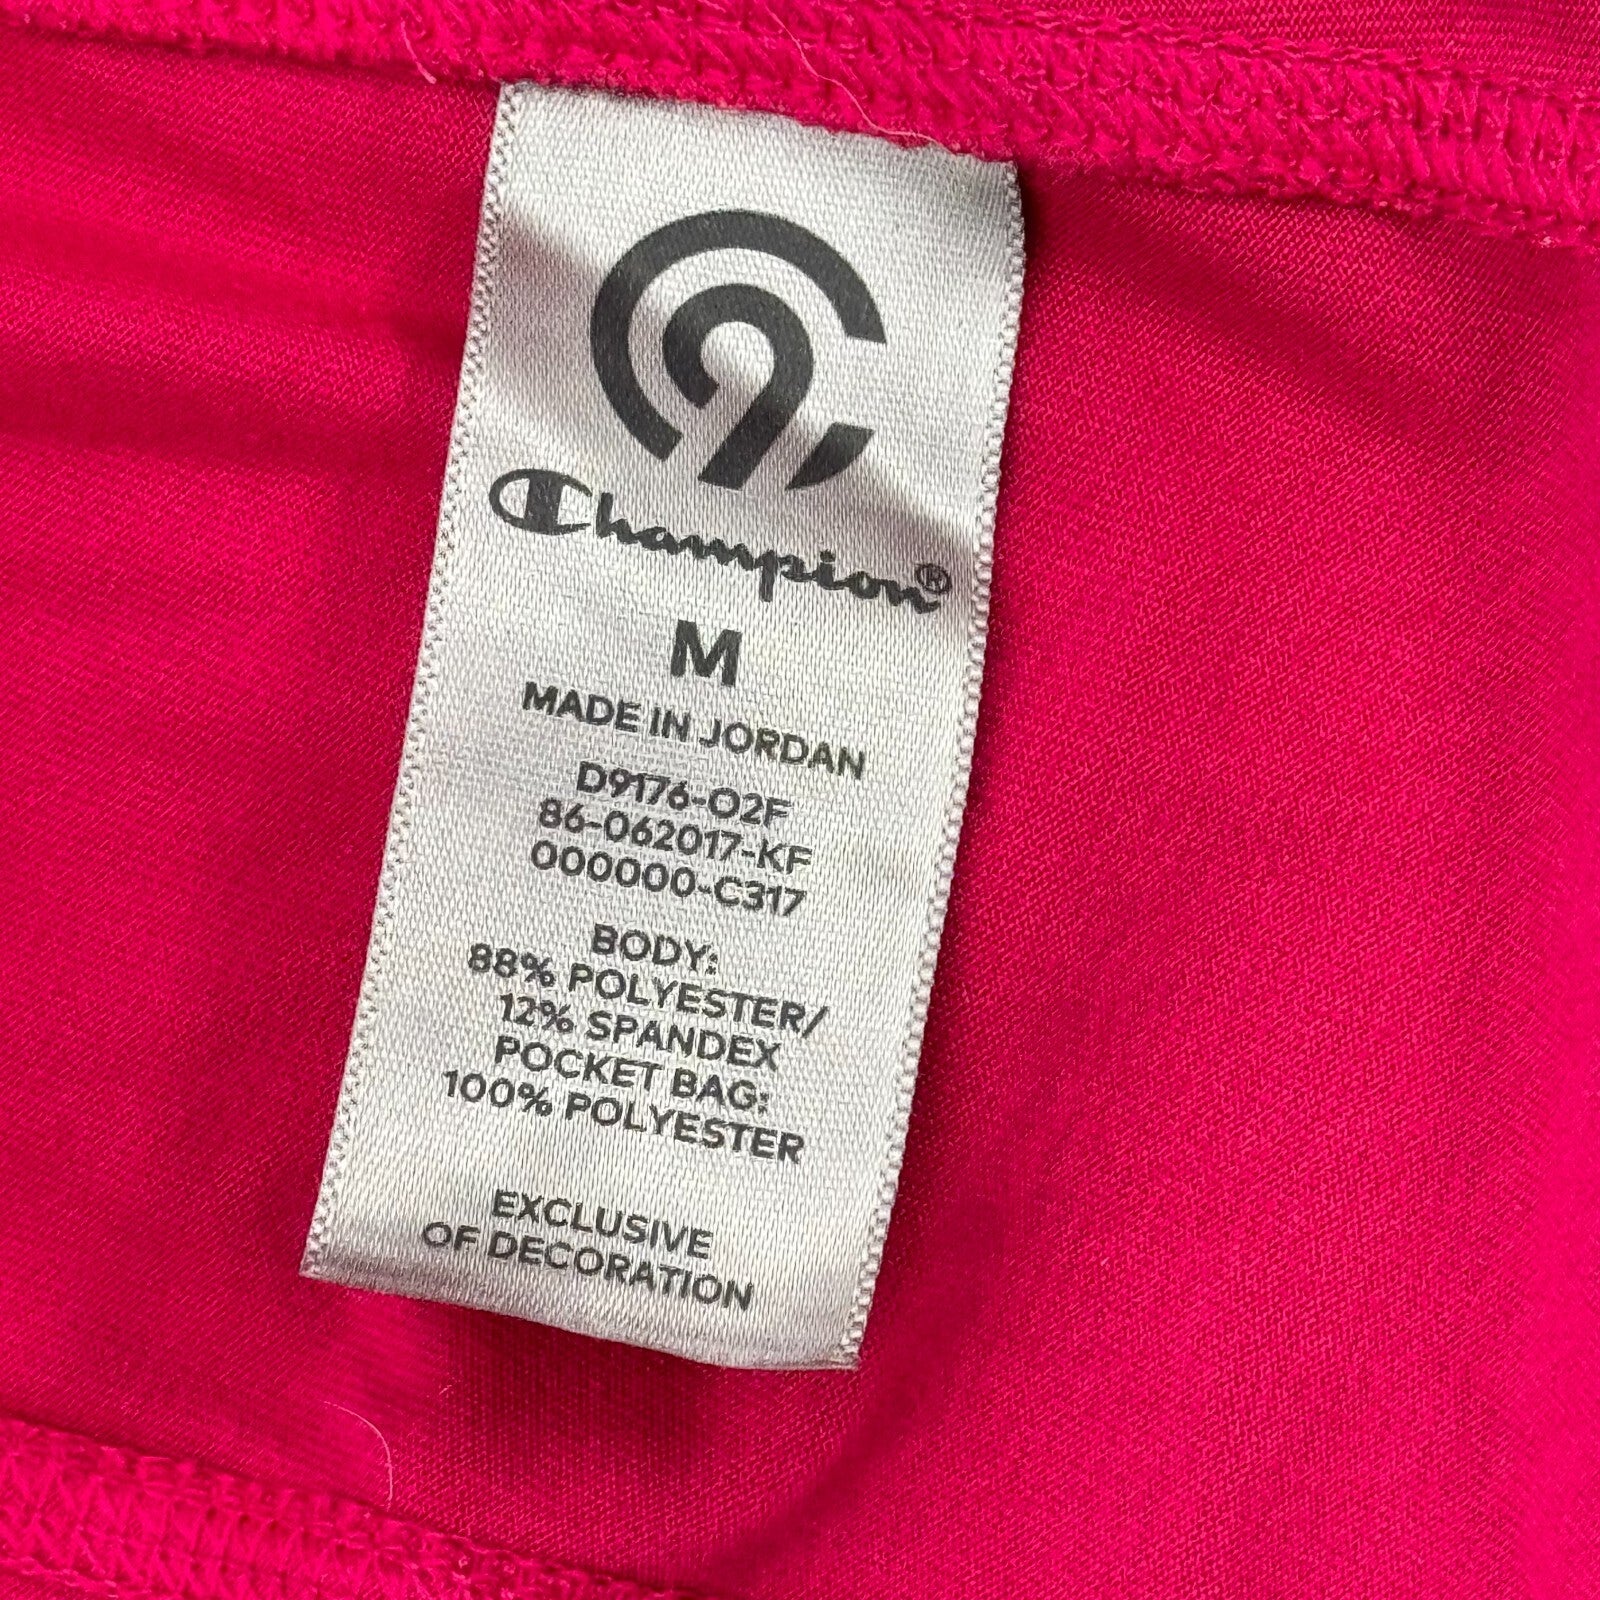 C9
Champion®
M
MADE IN JORDAN
D9176-O2F
86-062017-KF
000000-C317
BODY:
88% POLYESTER/
12% SPANDEX
POCKET BAG:
100% POLYESTER
EXCLUSIVE
OF DECORATION